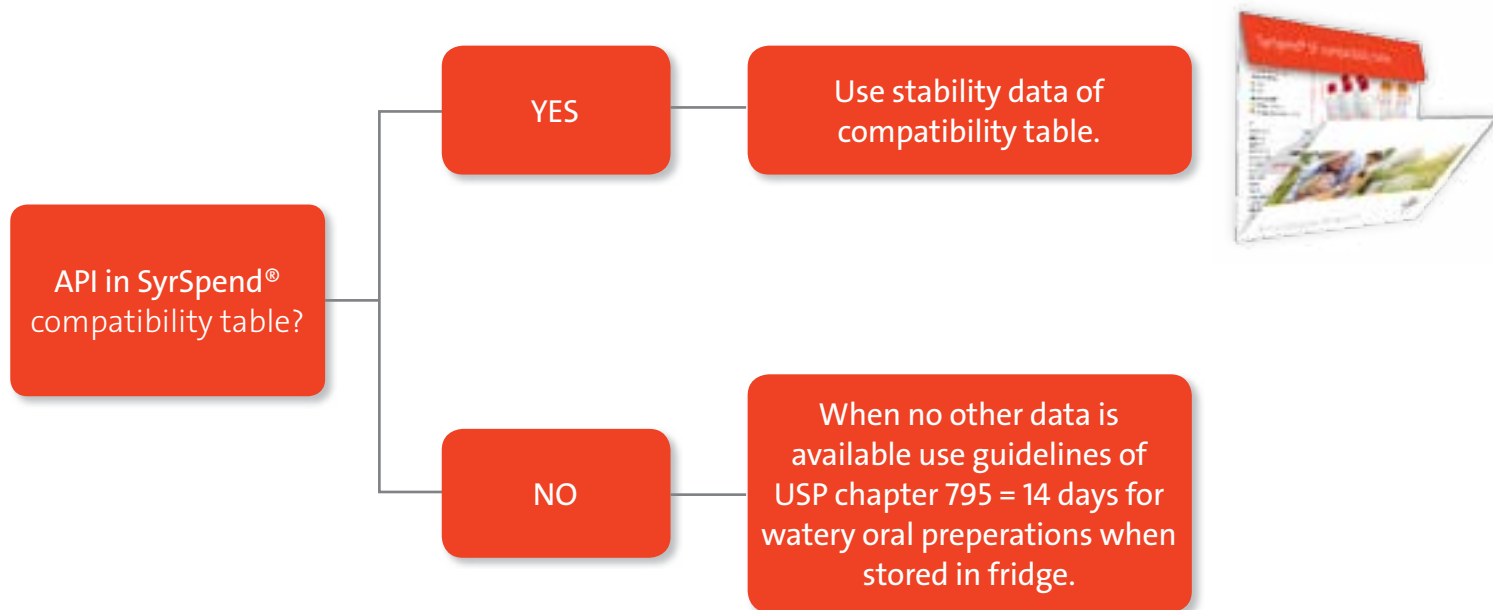 YES
Use stability data of
compatibility table.
API in SyrSpend®
compatibility table?
NO
When no other data is
available use guidelines of
USP chapter 795 = 14 days for
watery oral preperations when
stored in fridge.